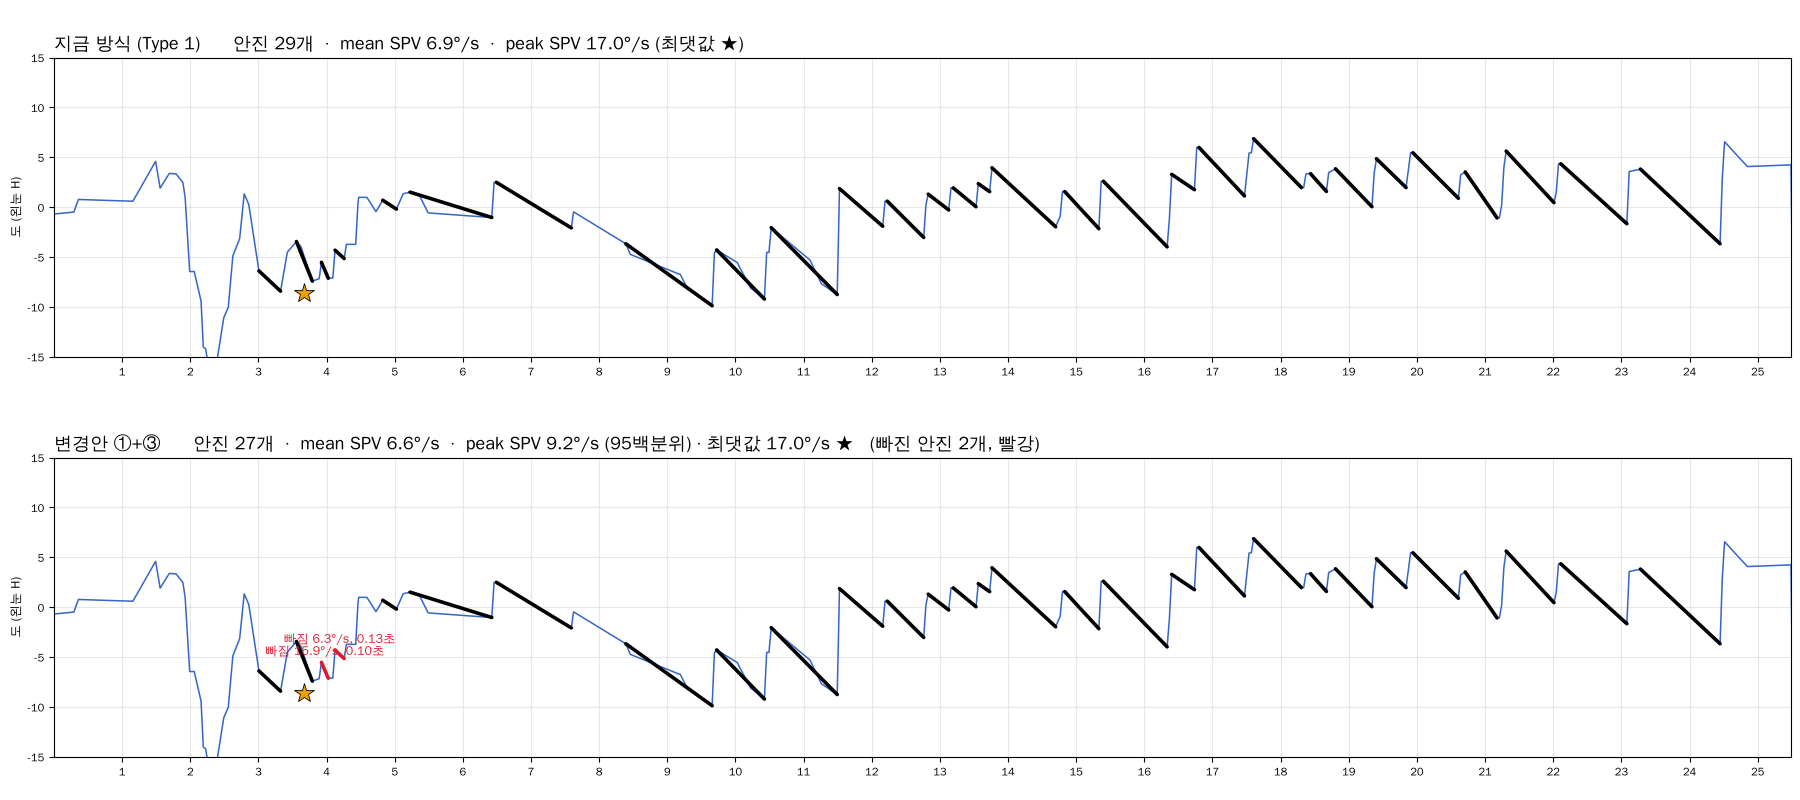 지금 방식 (Type 1) 안진 29개 · mean SPV 6.9°/s · peak SPV 17.0°/s (최댓값 ★)
15
10
5
0
-5
-10
-15
도 (왼눈 H)
1 2 3 4 5 6 7 8 9 10 11 12 13 14 15 16 17 18 19 20 21 22 23 24 25
변경안 ①+③ 안진 27개 · mean SPV 6.6°/s · peak SPV 9.2°/s (95백분위) · 최댓값 17.0°/s ★ (빠진 안진 2개, 빨강)
15
10
5
0
-5
-10
-15
도 (왼눈 H)
빠짐 6.3°/s, 0.13초
빠짐 15.9°/s, 0.10초
1 2 3 4 5 6 7 8 9 10 11 12 13 14 15 16 17 18 19 20 21 22 23 24 25